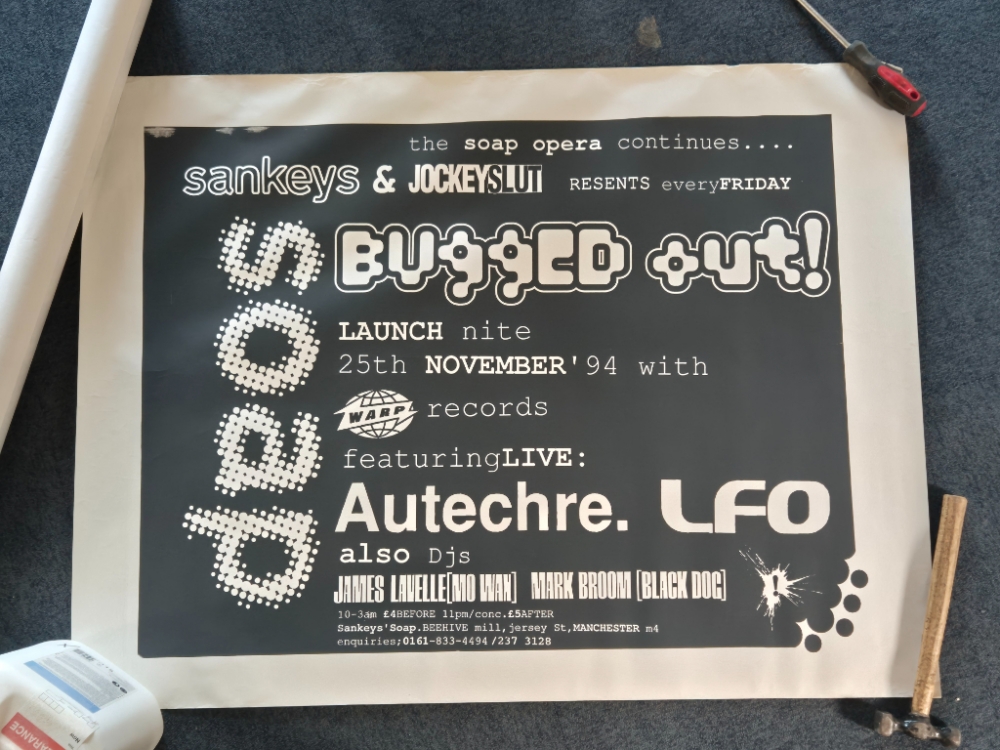 the soap opera continues....
sankeys & JOCKEYSLUT RESENTS everyFRIDAY
soap
BUGGED OUT!
LAUNCH nite
25th NOVEMBER'94 with
WARP records
featuringLIVE:
Autechre. LFO
also Djs
JAMES LAVELLE[MO WAX] MARK BROOM [BLACK DOG]
10-3am £4BEFORE 11pm/conc.£5AFTER
Sankeys'Soap.BEEHIVE mill,jersey St,MANCHESTER m4
enquiries;0161-833-4494/237 3128